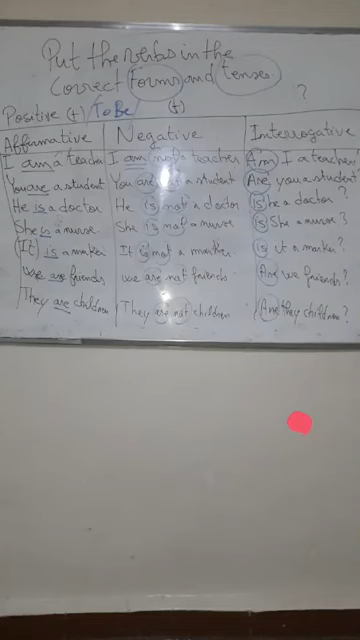 Put the verbs in the
correct forms and tenses
?
Positive (+) To Be (+)
Affirmative Negative Interrogative
I am a teacher I am not a teacher Am I a teacher?
You are a student You are not a student Are you a student?
He is a doctor He is not a doctor Is he a doctor?
She is a nurse She is not a nurse Is She a nurse?
(It) is a marker It is not a marker Is it a marker?
we are friends we are not friends Are we friends?
They are children They are not children Are they children?